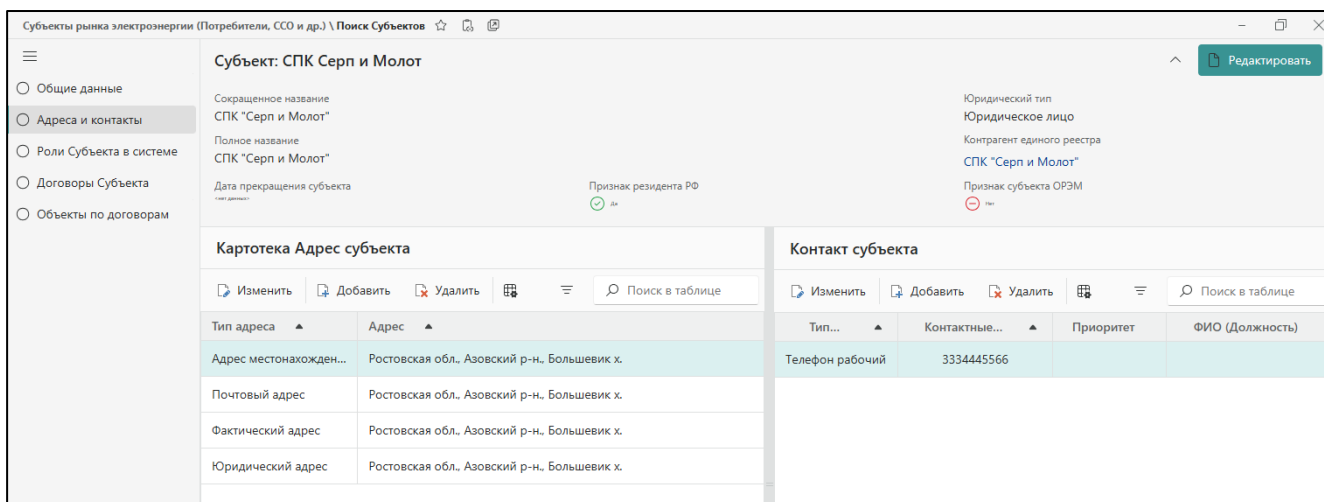 Субъекты рынка электроэнергии (Потребители, ССО и др.) \ Поиск Субъектов
Общие данные
Адреса и контакты
Роли Субъекта в системе
Договоры Субъекта
Объекты по договорам
Субъект: СПК Серп и Молот
Редактировать
Сокращенное название
СПК "Серп и Молот"
Юридический тип
Юридическое лицо
Полное название
СПК "Серп и Молот"
Контрагент единого реестра
СПК "Серп и Молот"
Дата прекращения субъекта
<нет данных>
Признак резидента РФ
Да
Признак субъекта ОРЭМ
Нет
Картотека Адрес субъекта
Изменить Добавить Удалить Поиск в таблице
Тип адреса Адрес
Адрес местонахожден... Ростовская обл., Азовский р-н., Большевик х.
Почтовый адрес Ростовская обл., Азовский р-н., Большевик х.
Фактический адрес Ростовская обл., Азовский р-н., Большевик х.
Юридический адрес Ростовская обл., Азовский р-н., Большевик х.
Контакт субъекта
Изменить Добавить Удалить Поиск в таблице
Тип... Контактные... Приоритет ФИО (Должность)
Телефон рабочий 3334445566